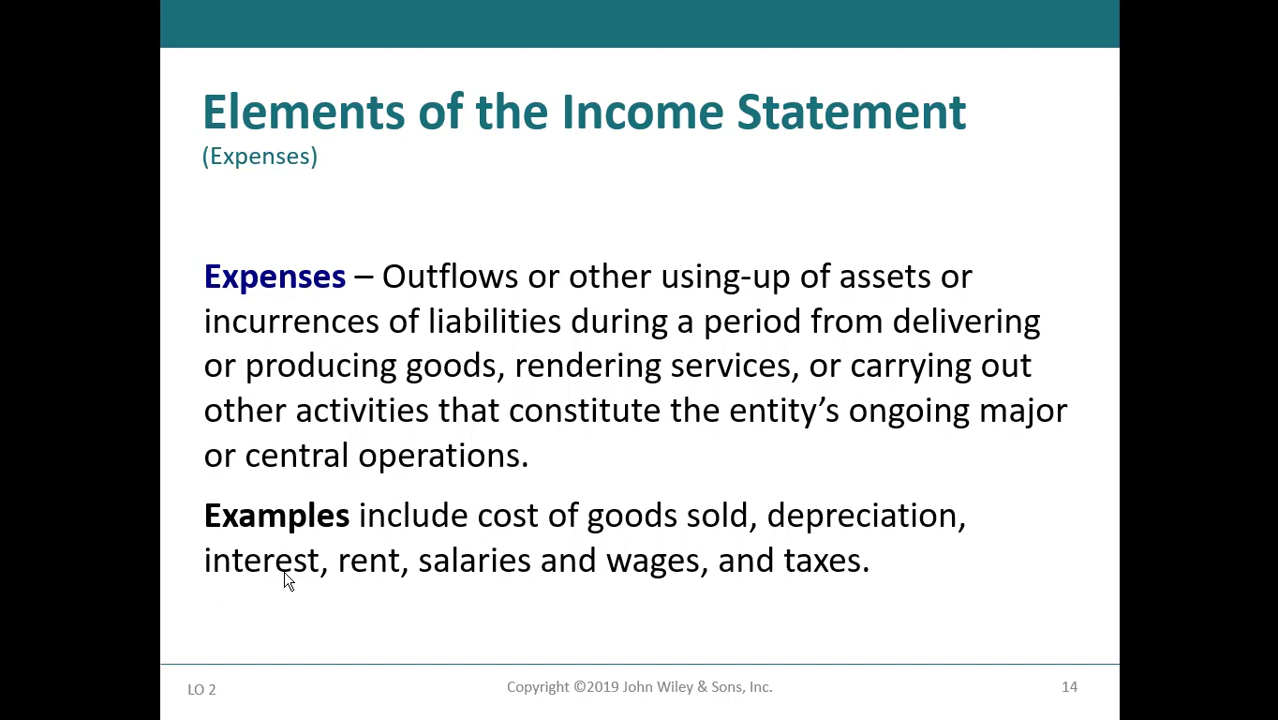 Elements of the Income Statement
(Expenses)
Expenses – Outflows or other using-up of assets or
incurrences of liabilities during a period from delivering
or producing goods, rendering services, or carrying out
other activities that constitute the entity’s ongoing major
or central operations.
Examples include cost of goods sold, depreciation,
interest, rent, salaries and wages, and taxes.
LO 2
Copyright ©2019 John Wiley & Sons, Inc.
14